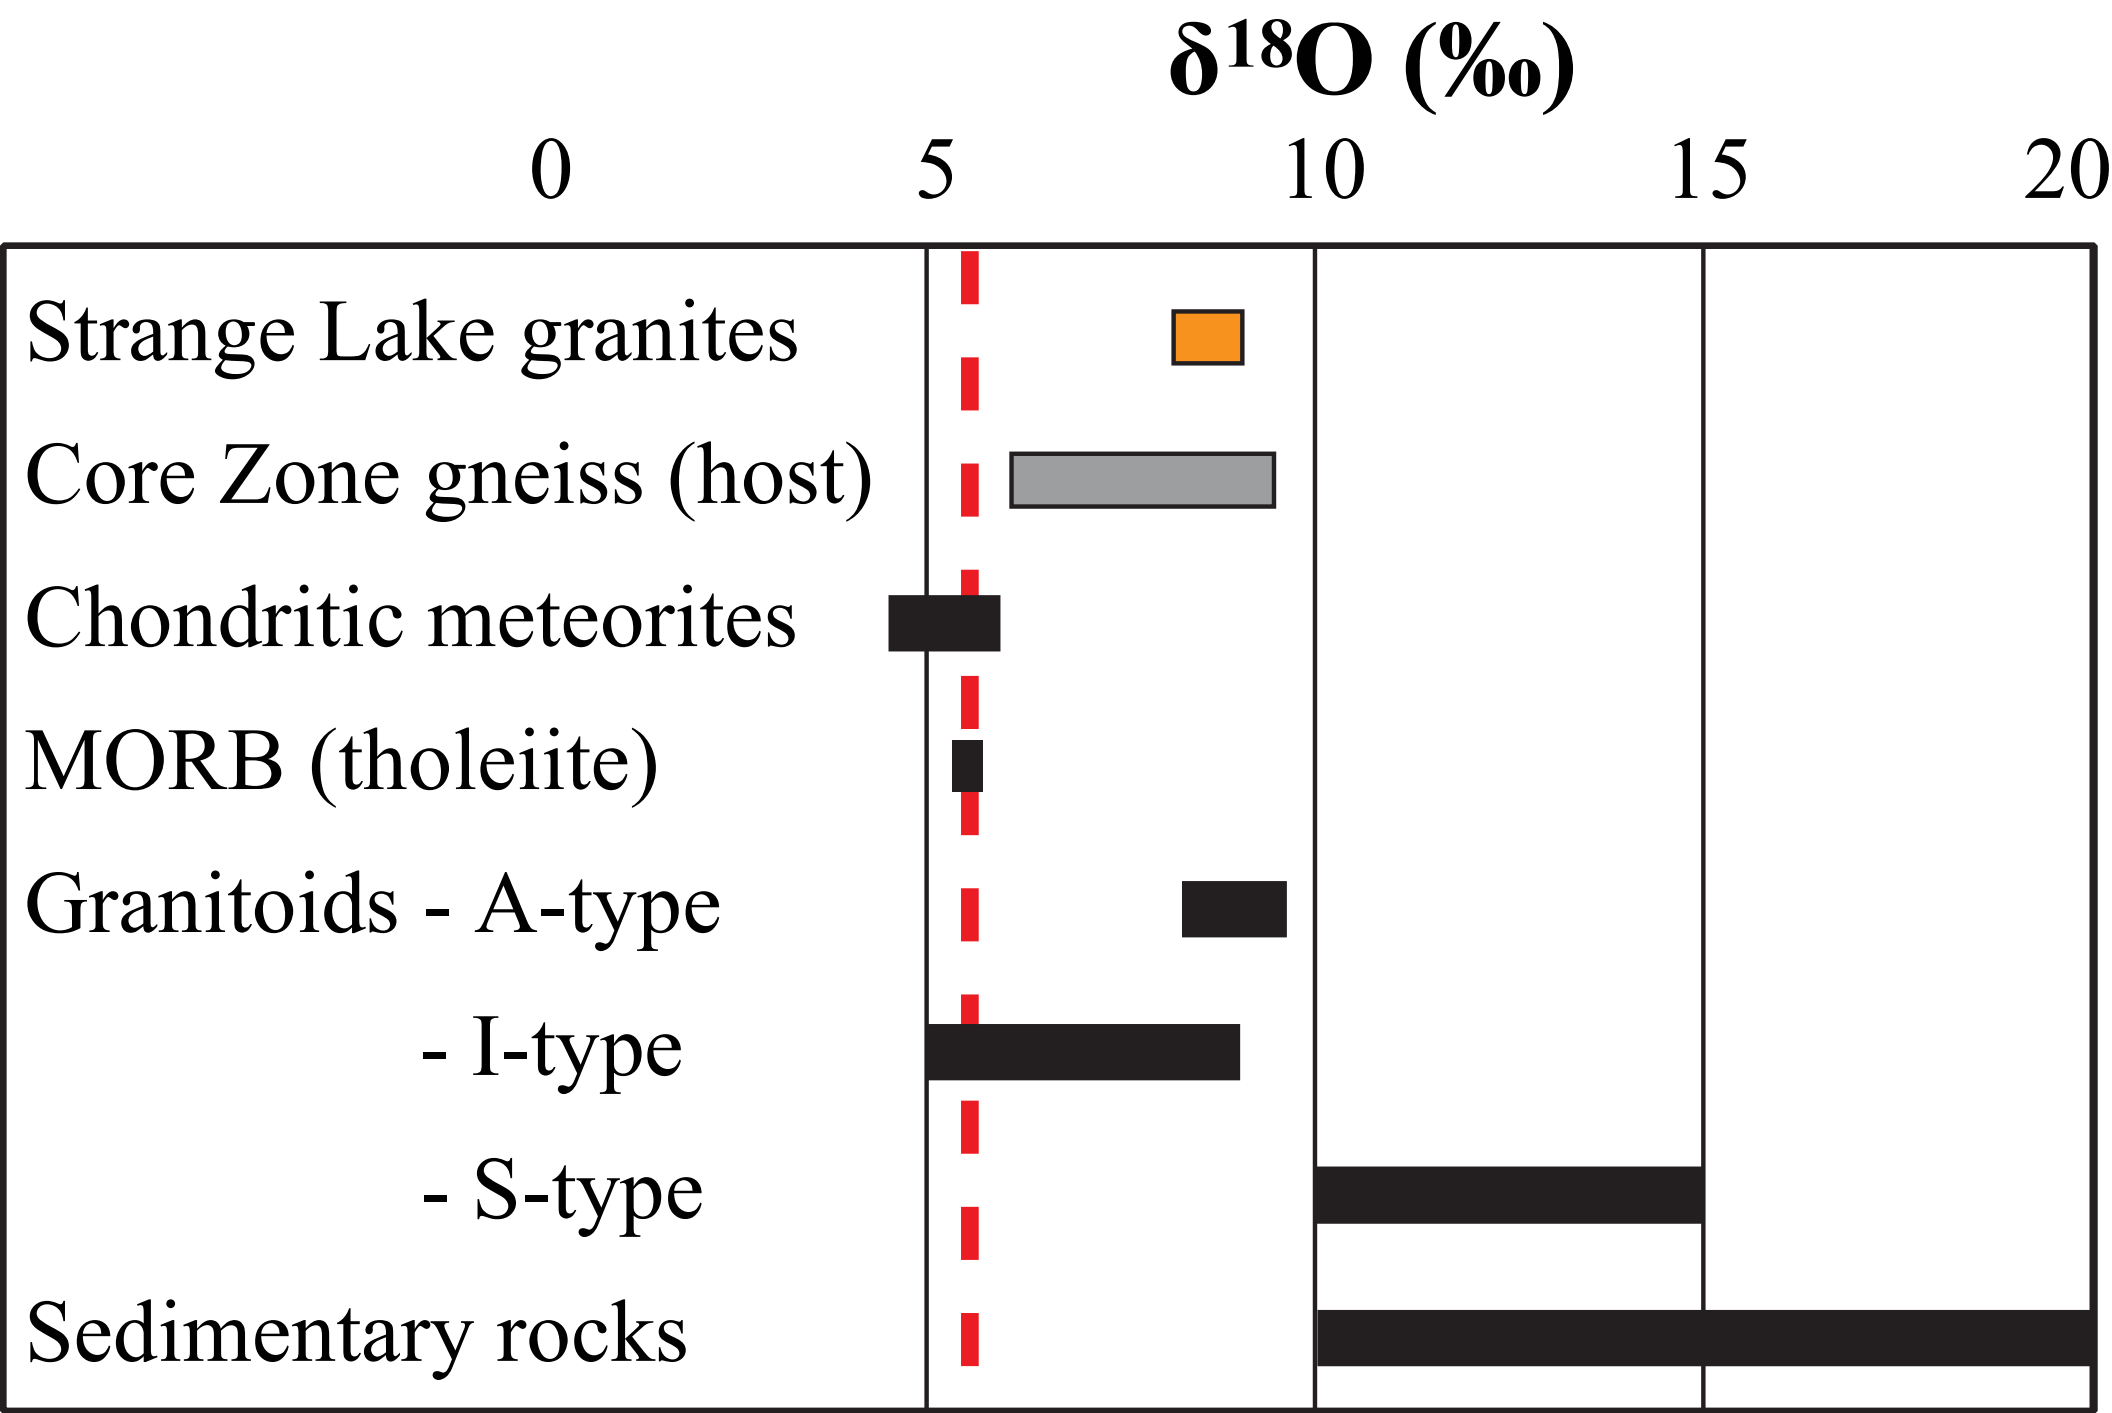 δ¹⁸O (‰)
0 5 10 15 20
Strange Lake granites
Core Zone gneiss (host)
Chondritic meteorites
MORB (tholeiite)
Granitoids - A-type
- I-type
- S-type
Sedimentary rocks